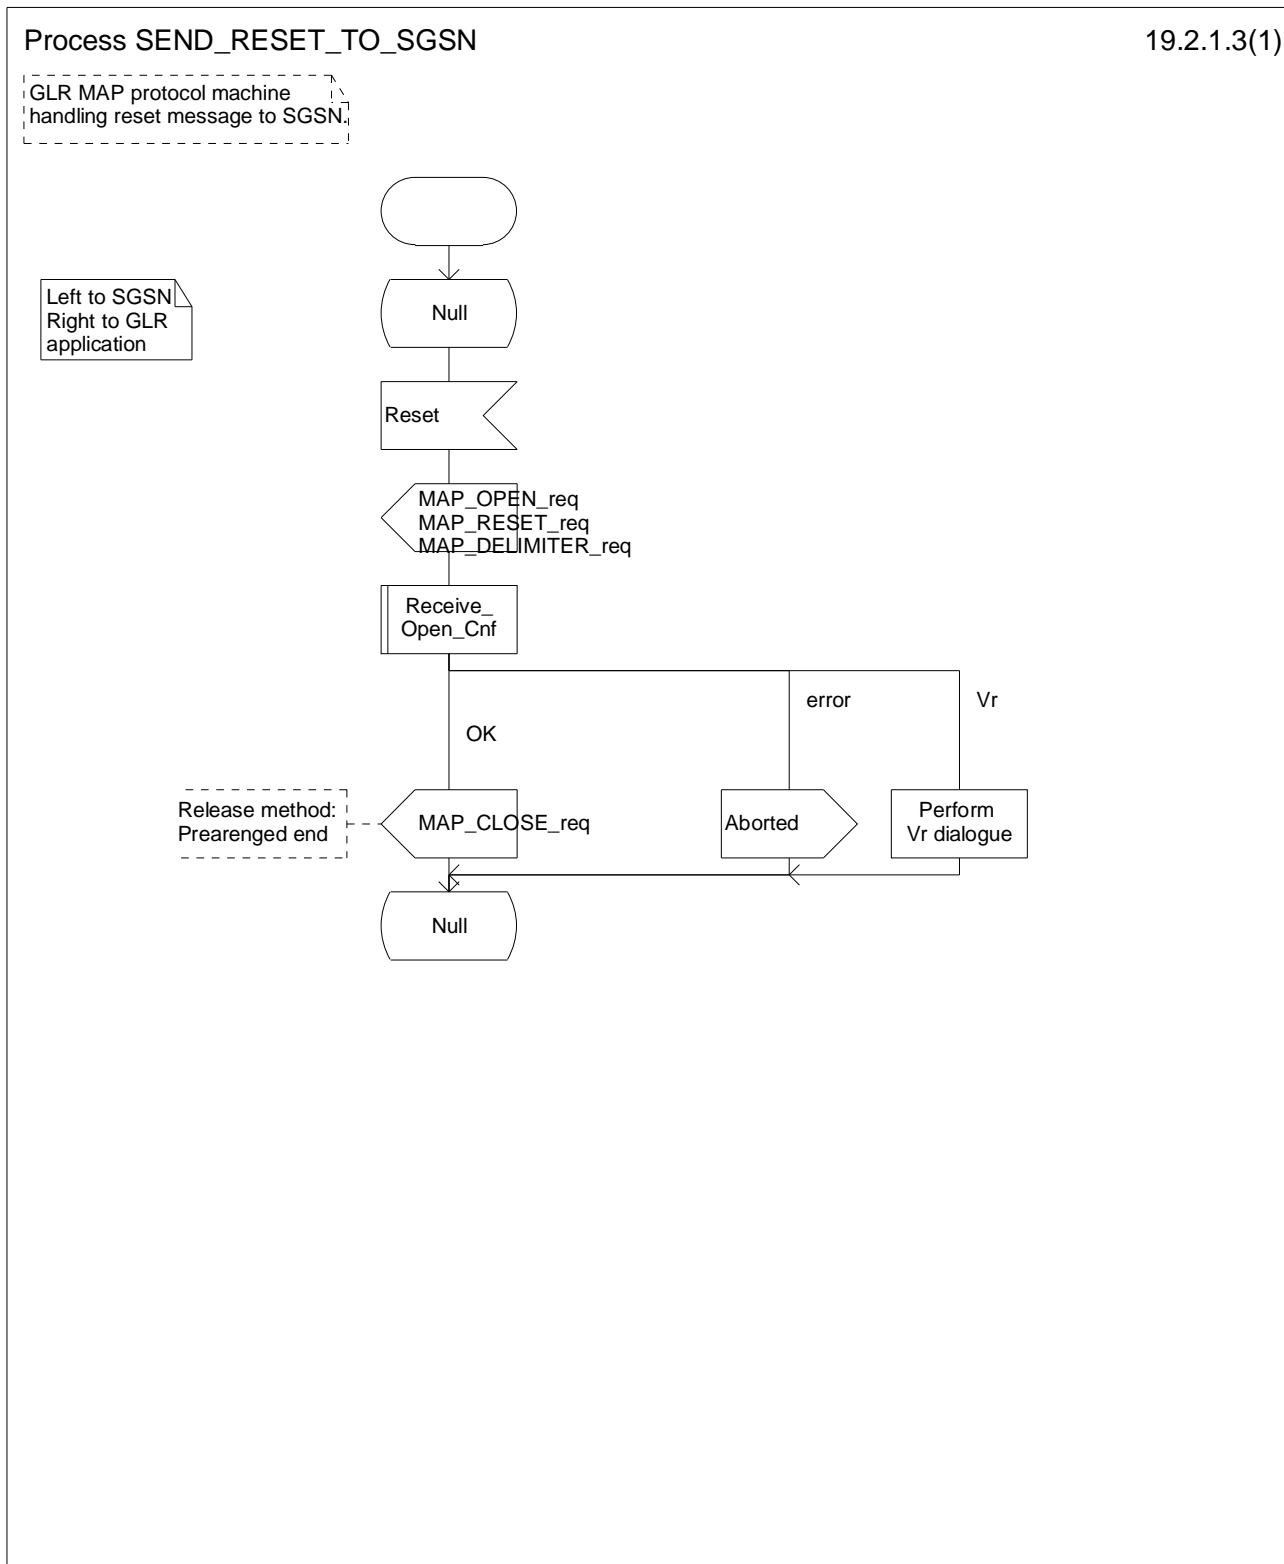 Process SEND_RESET_TO_SGSN
19.2.1.3(1)
GLR MAP protocol machine
handling reset message to SGSN.
Left to SGSN
Right to GLR
application
Null
Reset
MAP_OPEN_req
MAP_RESET_req
MAP_DELIMITER_req
Receive_
Open_Cnf
error
Vr
OK
Release method:
Prearenged end
MAP_CLOSE_req
Aborted
Perform
Vr dialogue
Null